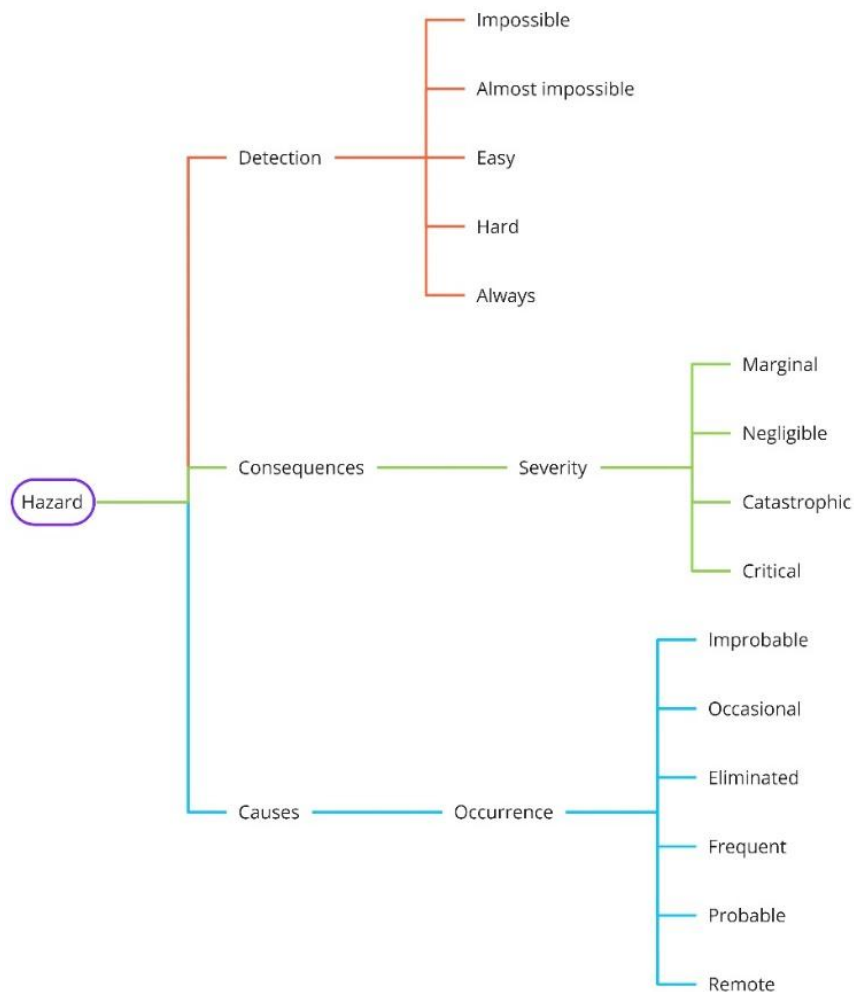 Impossible
Almost impossible
Detection
Easy
Hard
Always
Marginal
Negligible
Consequences
Severity
Hazard
Catastrophic
Critical
Improbable
Occasional
Eliminated
Causes
Occurrence
Frequent
Probable
Remote